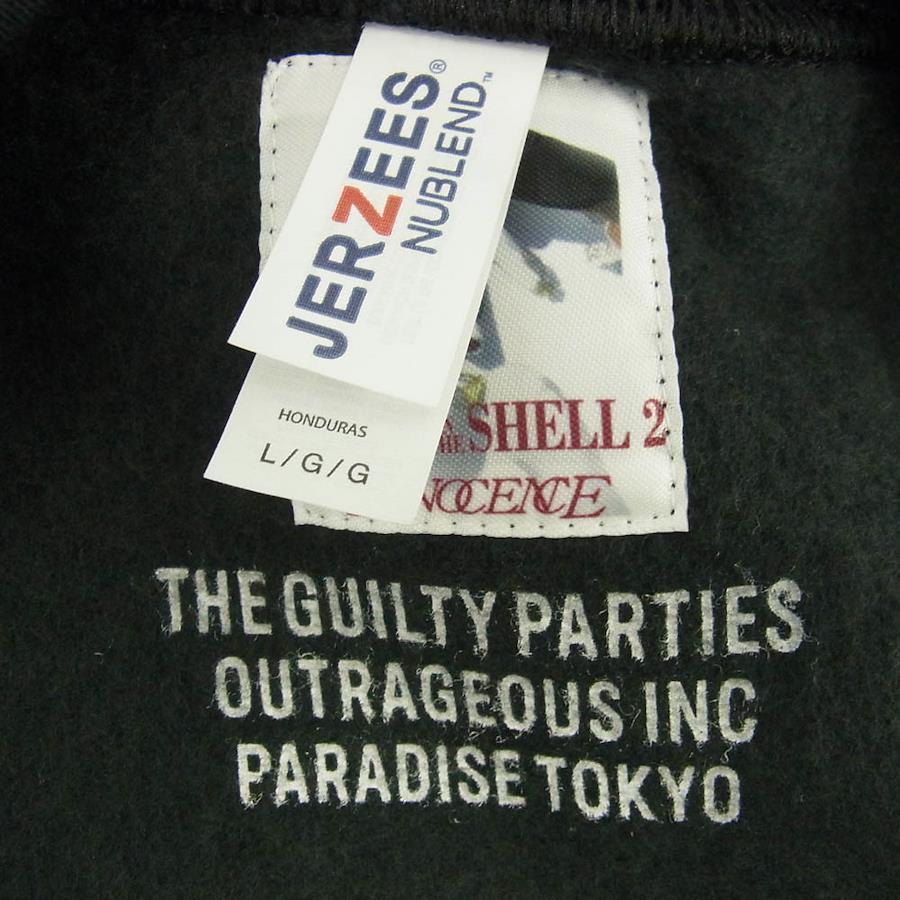 JERZEES®
NUBLEND™
HONDURAS
L/G/G
SHELL 2
NOCENCE
THE GUILTY PARTIES
OUTRAGEOUS INC
PARADISE TOKYO